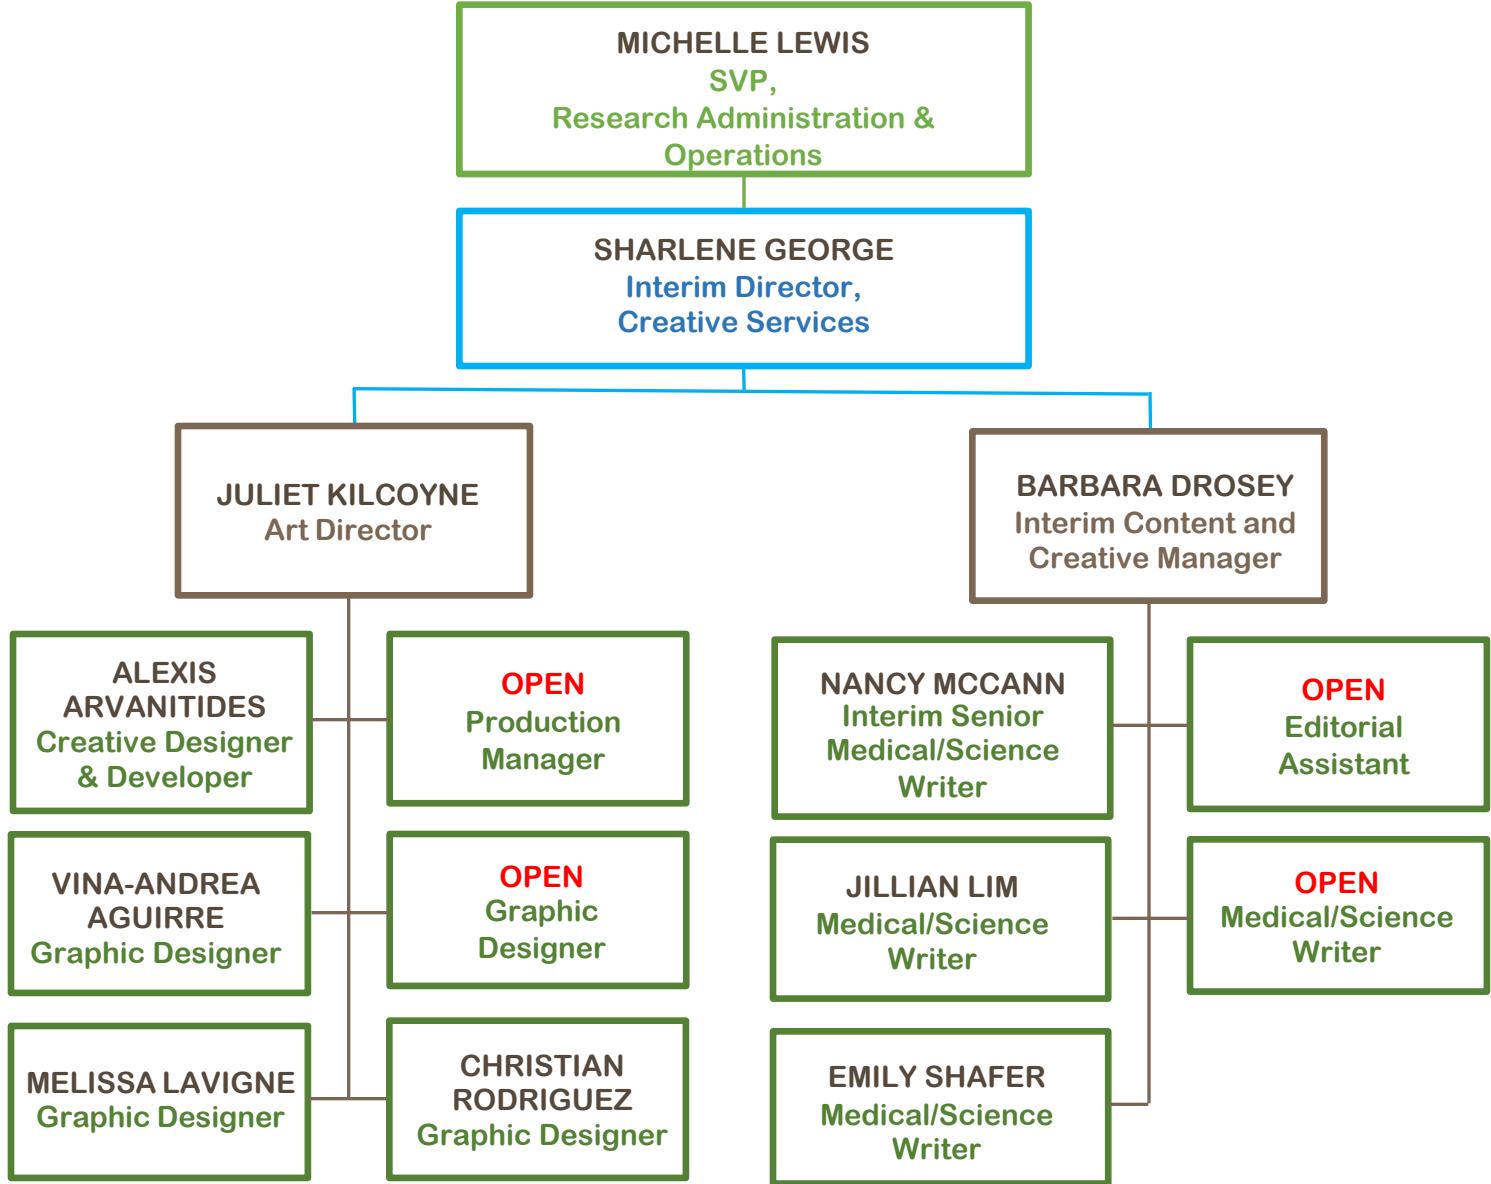 MICHELLE LEWIS
SVP,
Research Administration &
Operations
SHARLENE GEORGE
Interim Director,
Creative Services
JULIET KILCOYNE
Art Director
BARBARA DROSEY
Interim Content and
Creative Manager
ALEXIS
ARVANITIDES
Creative Designer
& Developer
OPEN
Production
Manager
NANCY MCCANN
Interim Senior
Medical/Science
Writer
OPEN
Editorial
Assistant
VINA-ANDREA
AGUIRRE
Graphic Designer
OPEN
Graphic
Designer
JILLIAN LIM
Medical/Science
Writer
OPEN
Medical/Science
Writer
MELISSA LAVIGNE
Graphic Designer
CHRISTIAN
RODRIGUEZ
Graphic Designer
EMILY SHAFER
Medical/Science
Writer